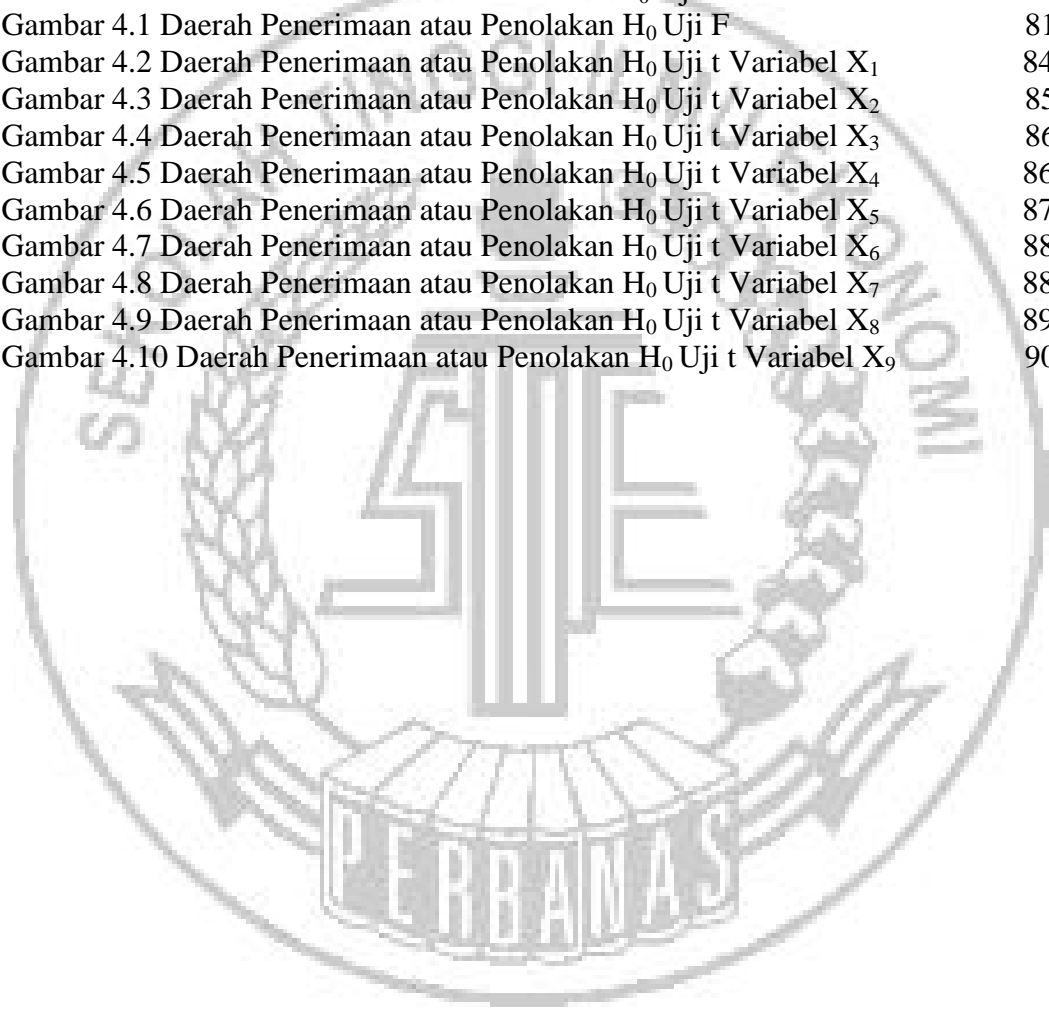 Gambar 4.1 Daerah Penerimaan atau Penolakan H₀ Uji F 81
Gambar 4.2 Daerah Penerimaan atau Penolakan H₀ Uji t Variabel X₁ 84
Gambar 4.3 Daerah Penerimaan atau Penolakan H₀ Uji t Variabel X₂ 85
Gambar 4.4 Daerah Penerimaan atau Penolakan H₀ Uji t Variabel X₃ 86
Gambar 4.5 Daerah Penerimaan atau Penolakan H₀ Uji t Variabel X₄ 86
Gambar 4.6 Daerah Penerimaan atau Penolakan H₀ Uji t Variabel X₅ 87
Gambar 4.7 Daerah Penerimaan atau Penolakan H₀ Uji t Variabel X₆ 88
Gambar 4.8 Daerah Penerimaan atau Penolakan H₀ Uji t Variabel X₇ 88
Gambar 4.9 Daerah Penerimaan atau Penolakan H₀ Uji t Variabel X₈ 89
Gambar 4.10 Daerah Penerimaan atau Penolakan H₀ Uji t Variabel X₉ 90
SEKOLAH TINGGI ILMU EKONOMI
PERBANAS